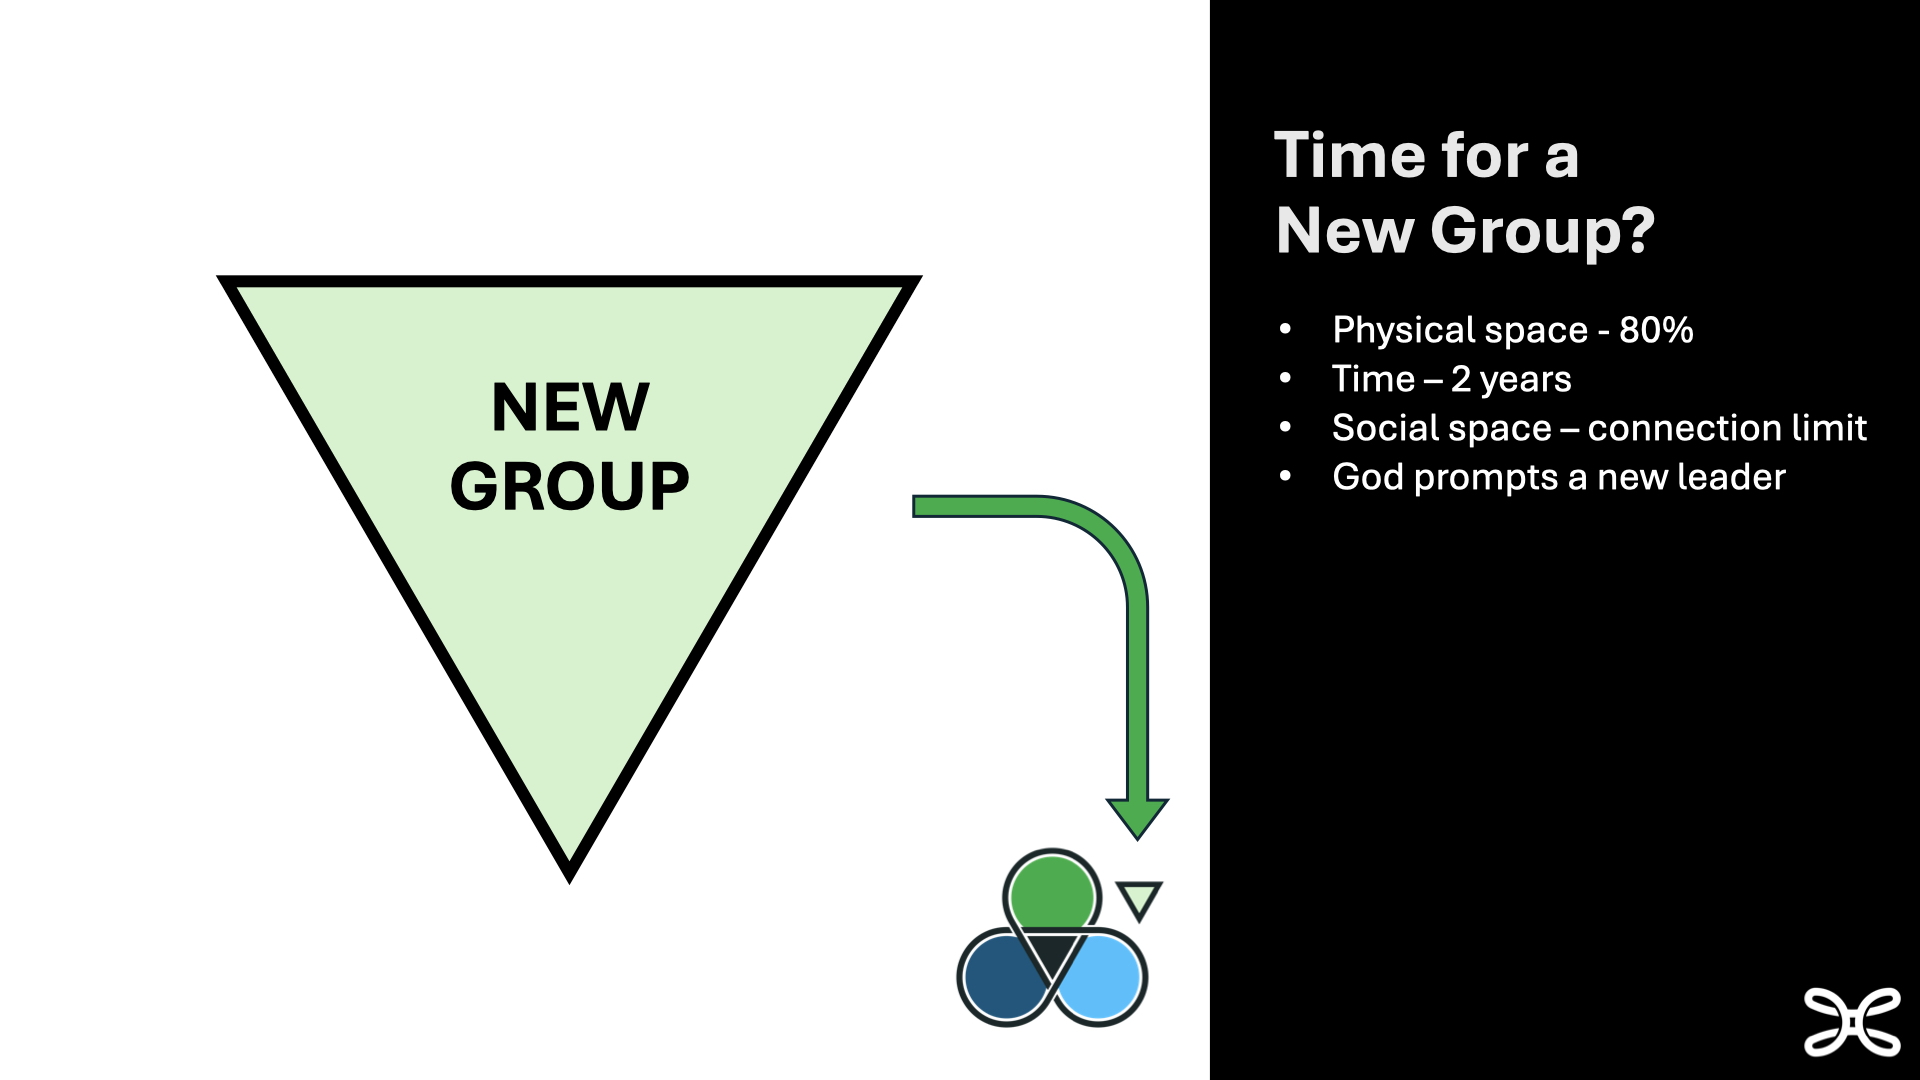 NEW
GROUP
Time for a
New Group?
• Physical space - 80%
• Time – 2 years
• Social space – connection limit
• God prompts a new leader